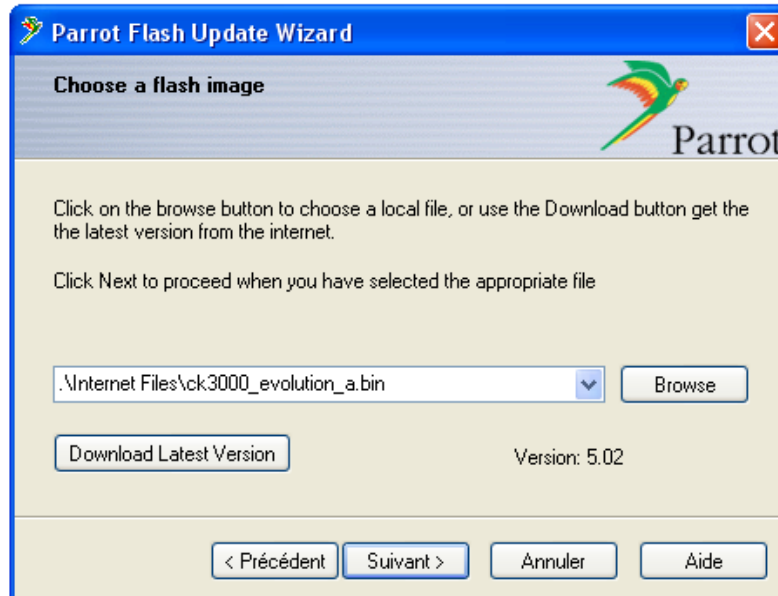 Parrot Flash Update Wizard
Choose a flash image
Parrot
Click on the browse button to choose a local file, or use the Download button get the
the latest version from the internet.
Click Next to proceed when you have selected the appropriate file
.\Internet Files\ck3000_evolution_a.bin
Browse
Download Latest Version
Version: 5.02
< Précédent
Suivant >
Annuler
Aide